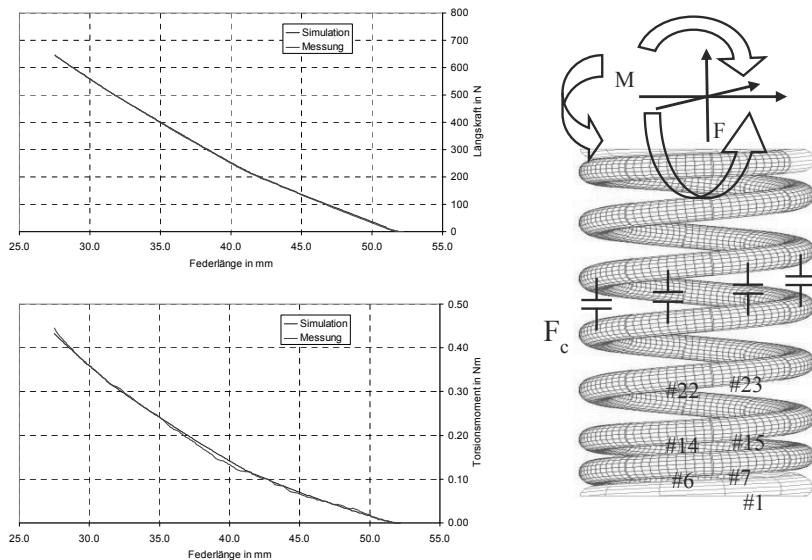 800
700
600
500
400
300
200
100
0
Längskraft in N
Simulation
Messung
25.0 30.0 35.0 40.0 45.0 50.0 55.0
Federlänge in mm
0.50
0.40
0.30
0.20
0.10
0.00
Torsionsmoment in Nm
Simulation
Messung
25.0 30.0 35.0 40.0 45.0 50.0 55.0
Federlänge in mm
M
F
Fc
#22 #23
#14 #15
#6 #7
#1